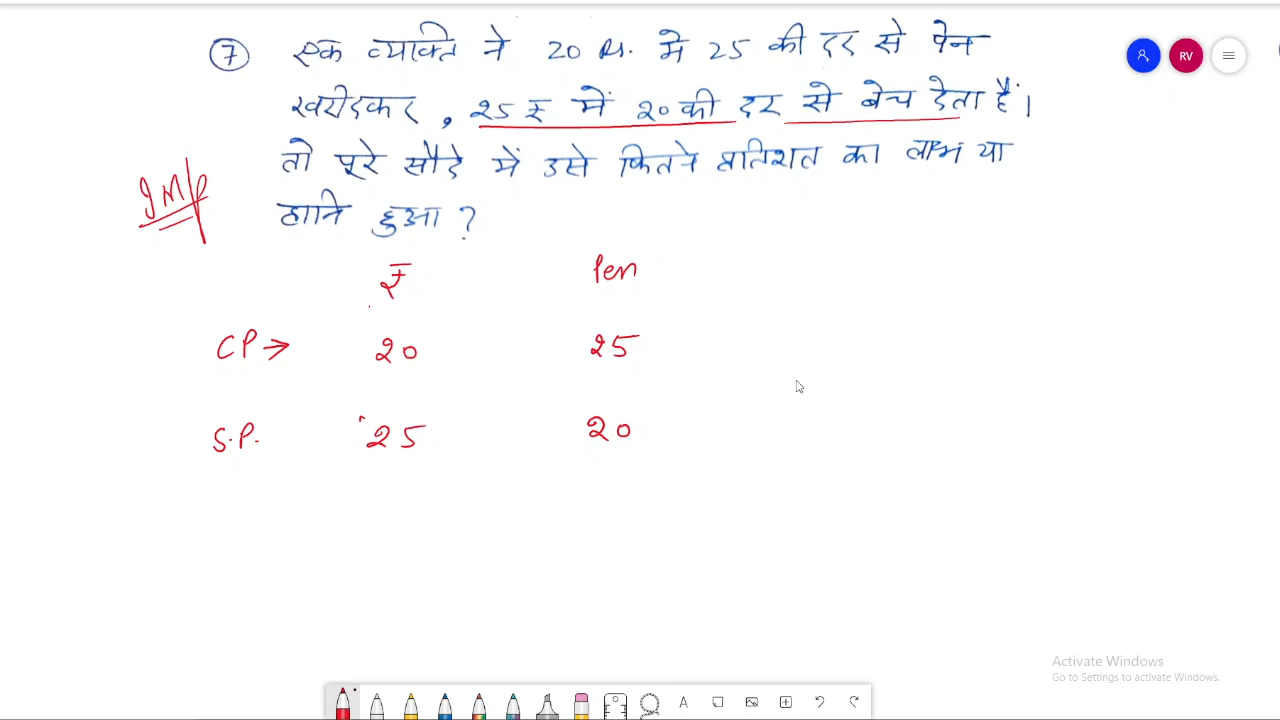 ⑦ एक व्यक्ति ने 20 Rs. में 25 की दर से पेन
RV
खरीदकर, 25 ₹ में 20 की दर से बेच देता है।
तो पूरे सौदे में उसे कितने प्रतिशत का लाभ या
IMP
हानि हुआ ?
₹ Pen
CP → 20 25
S.P. 25 20
Activate Windows
Go to Settings to activate Windows.
A